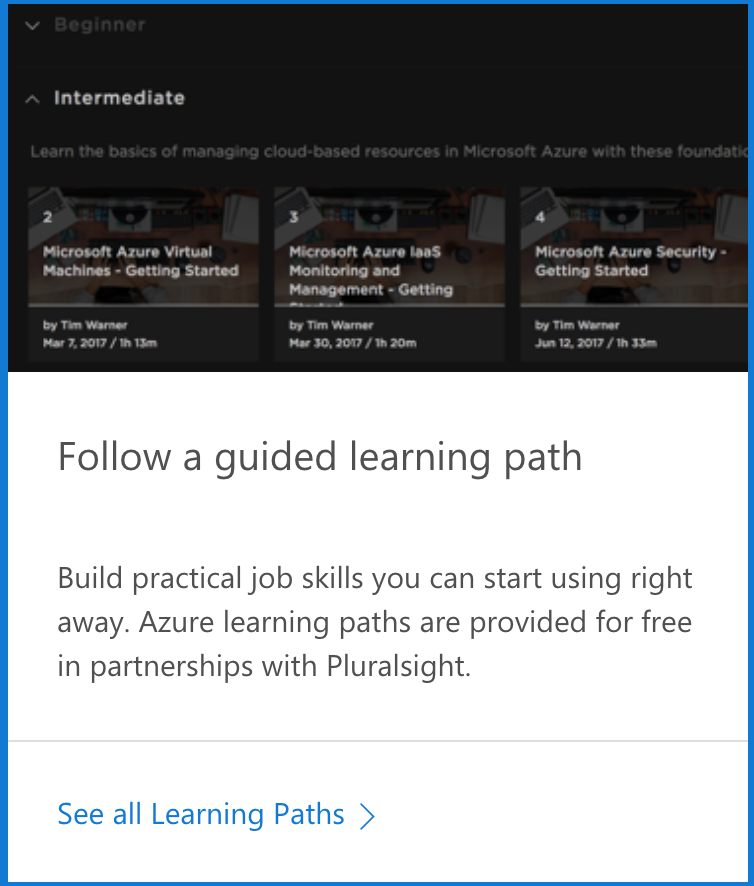 Beginner
Intermediate
Learn the basics of managing cloud-based resources in Microsoft Azure with these
2
Microsoft Azure Virtual
Machines - Getting Started
by Tim Warner
Mar 7, 2017 / 1h 13m
3
Microsoft Azure IaaS
Monitoring and
Management - Getting
by Tim Warner
Mar 30, 2017 / 1h 20m
4
Microsoft Azure Security -
Getting Started
by Tim Warner
Jun 12, 2017 / 1h 33m
Follow a guided learning path
Build practical job skills you can start using right
away. Azure learning paths are provided for free
in partnerships with Pluralsight.
See all Learning Paths